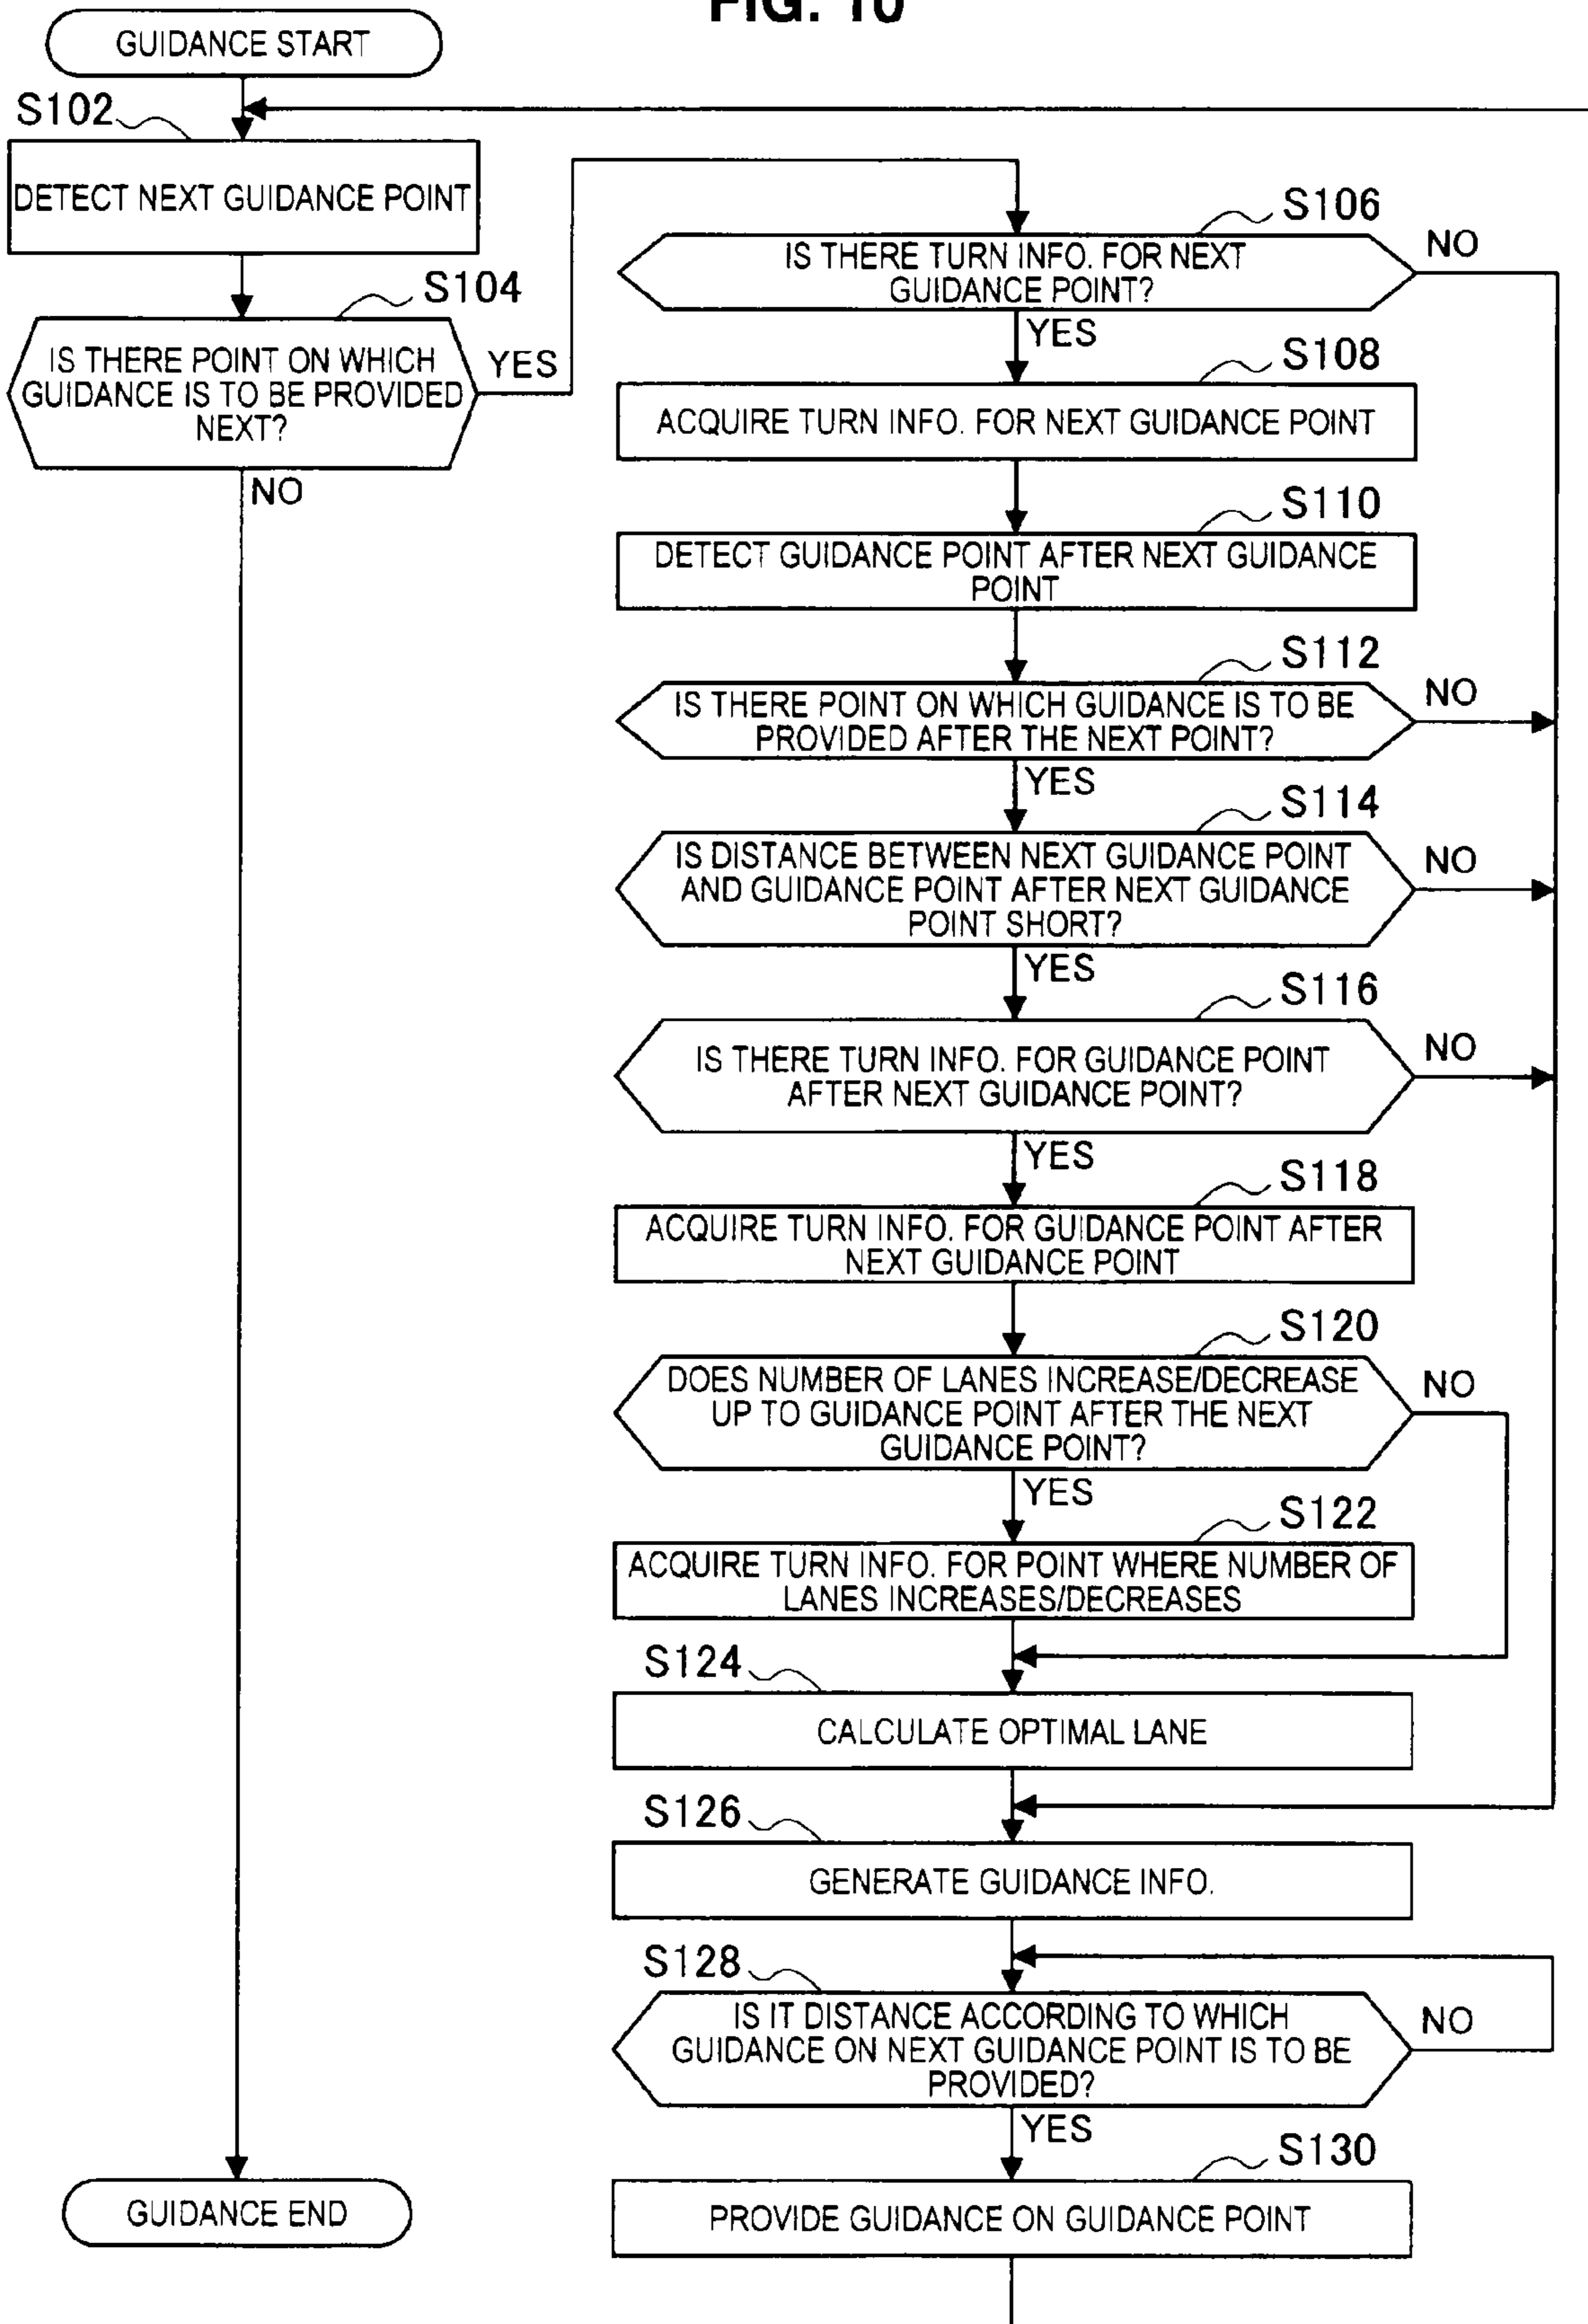 FIG. 10
GUIDANCE START
S102
DETECT NEXT GUIDANCE POINT
S104
IS THERE POINT ON WHICH
GUIDANCE IS TO BE PROVIDED
NEXT?
YES
NO
S106
IS THERE TURN INFO. FOR NEXT
GUIDANCE POINT?
NO
YES
S108
ACQUIRE TURN INFO. FOR NEXT GUIDANCE POINT
S110
DETECT GUIDANCE POINT AFTER NEXT GUIDANCE
POINT
S112
IS THERE POINT ON WHICH GUIDANCE IS TO BE
PROVIDED AFTER THE NEXT POINT?
NO
YES
S114
IS DISTANCE BETWEEN NEXT GUIDANCE POINT
AND GUIDANCE POINT AFTER NEXT GUIDANCE
POINT SHORT?
NO
YES
S116
IS THERE TURN INFO. FOR GUIDANCE POINT
AFTER NEXT GUIDANCE POINT?
NO
YES
S118
ACQUIRE TURN INFO. FOR GUIDANCE POINT AFTER
NEXT GUIDANCE POINT
S120
DOES NUMBER OF LANES INCREASE/DECREASE
UP TO GUIDANCE POINT AFTER THE NEXT
GUIDANCE POINT?
NO
YES
S122
ACQUIRE TURN INFO. FOR POINT WHERE NUMBER OF
LANES INCREASES/DECREASES
S124
CALCULATE OPTIMAL LANE
S126
GENERATE GUIDANCE INFO.
S128
IS IT DISTANCE ACCORDING TO WHICH
GUIDANCE ON NEXT GUIDANCE POINT IS TO BE
PROVIDED?
NO
YES
S130
PROVIDE GUIDANCE ON GUIDANCE POINT
GUIDANCE END